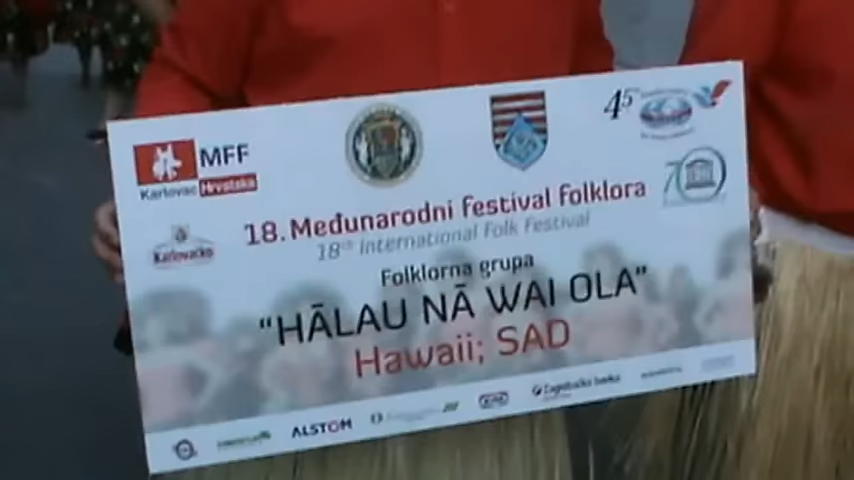 MFF
Karlovac Hrvatska
45
70
Karlovačko
18. Međunarodni festival folklora
18th International Folk Festival
Folklorna grupa
"HĀLAU NĀ WAI OLA"
Hawaii; SAD
ALSTOM
Zagrebačka banka